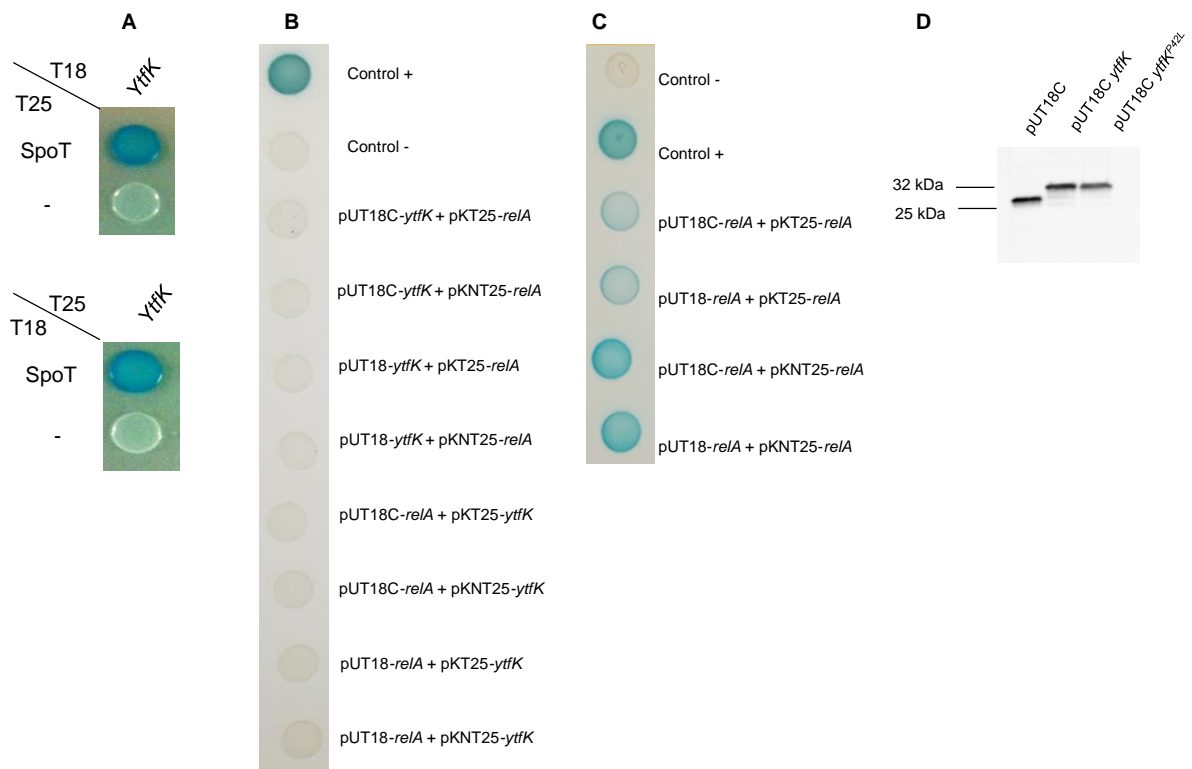 A
T18
YtfK
T25
SpoT
-
T25
YtfK
T18
SpoT
-
B
Control +
Control -
pUT18C-ytfK + pKT25-relA
pUT18C-ytfK + pKNT25-relA
pUT18-ytfK + pKT25-relA
pUT18-ytfK + pKNT25-relA
pUT18C-relA + pKT25-ytfK
pUT18C-relA + pKNT25-ytfK
pUT18-relA + pKT25-ytfK
pUT18-relA + pKNT25-ytfK
C
Control -
Control +
pUT18C-relA + pKT25-relA
pUT18-relA + pKT25-relA
pUT18C-relA + pKNT25-relA
pUT18-relA + pKNT25-relA
D
pUT18C
pUT18C ytfK
pUT18C ytfKP42L
32 kDa
25 kDa